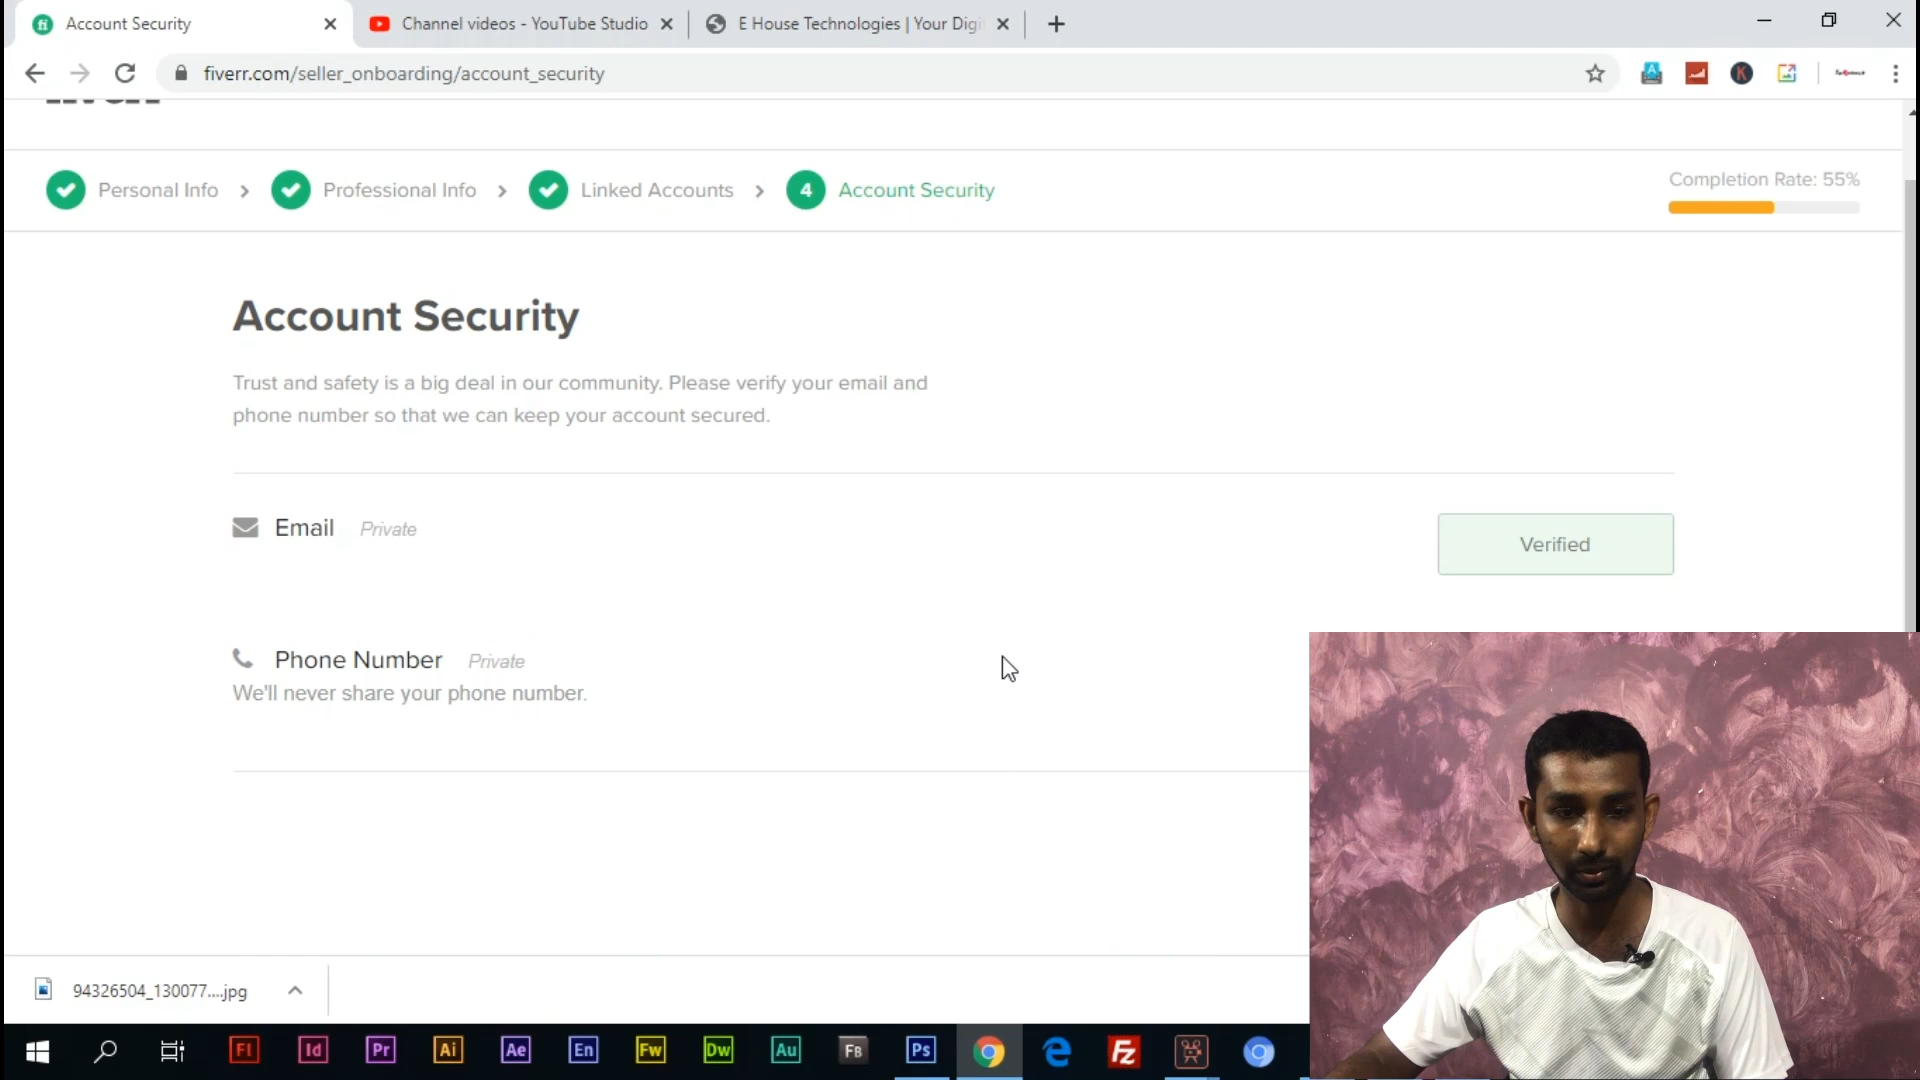 Account Security
Channel videos - YouTube Studio
E House Technologies | Your Digi
fiverr.com/seller_onboarding/account_security
Personal Info
Professional Info
Linked Accounts
4 Account Security
Completion Rate: 55%
Account Security
Trust and safety is a big deal in our community. Please verify your email and
phone number so that we can keep your account secured.
Email Private
Verified
Phone Number Private
We'll never share your phone number.
94326504_130077....jpg
Fl Id Pr Ai Ae En Fw Dw Au FB Ps Fz